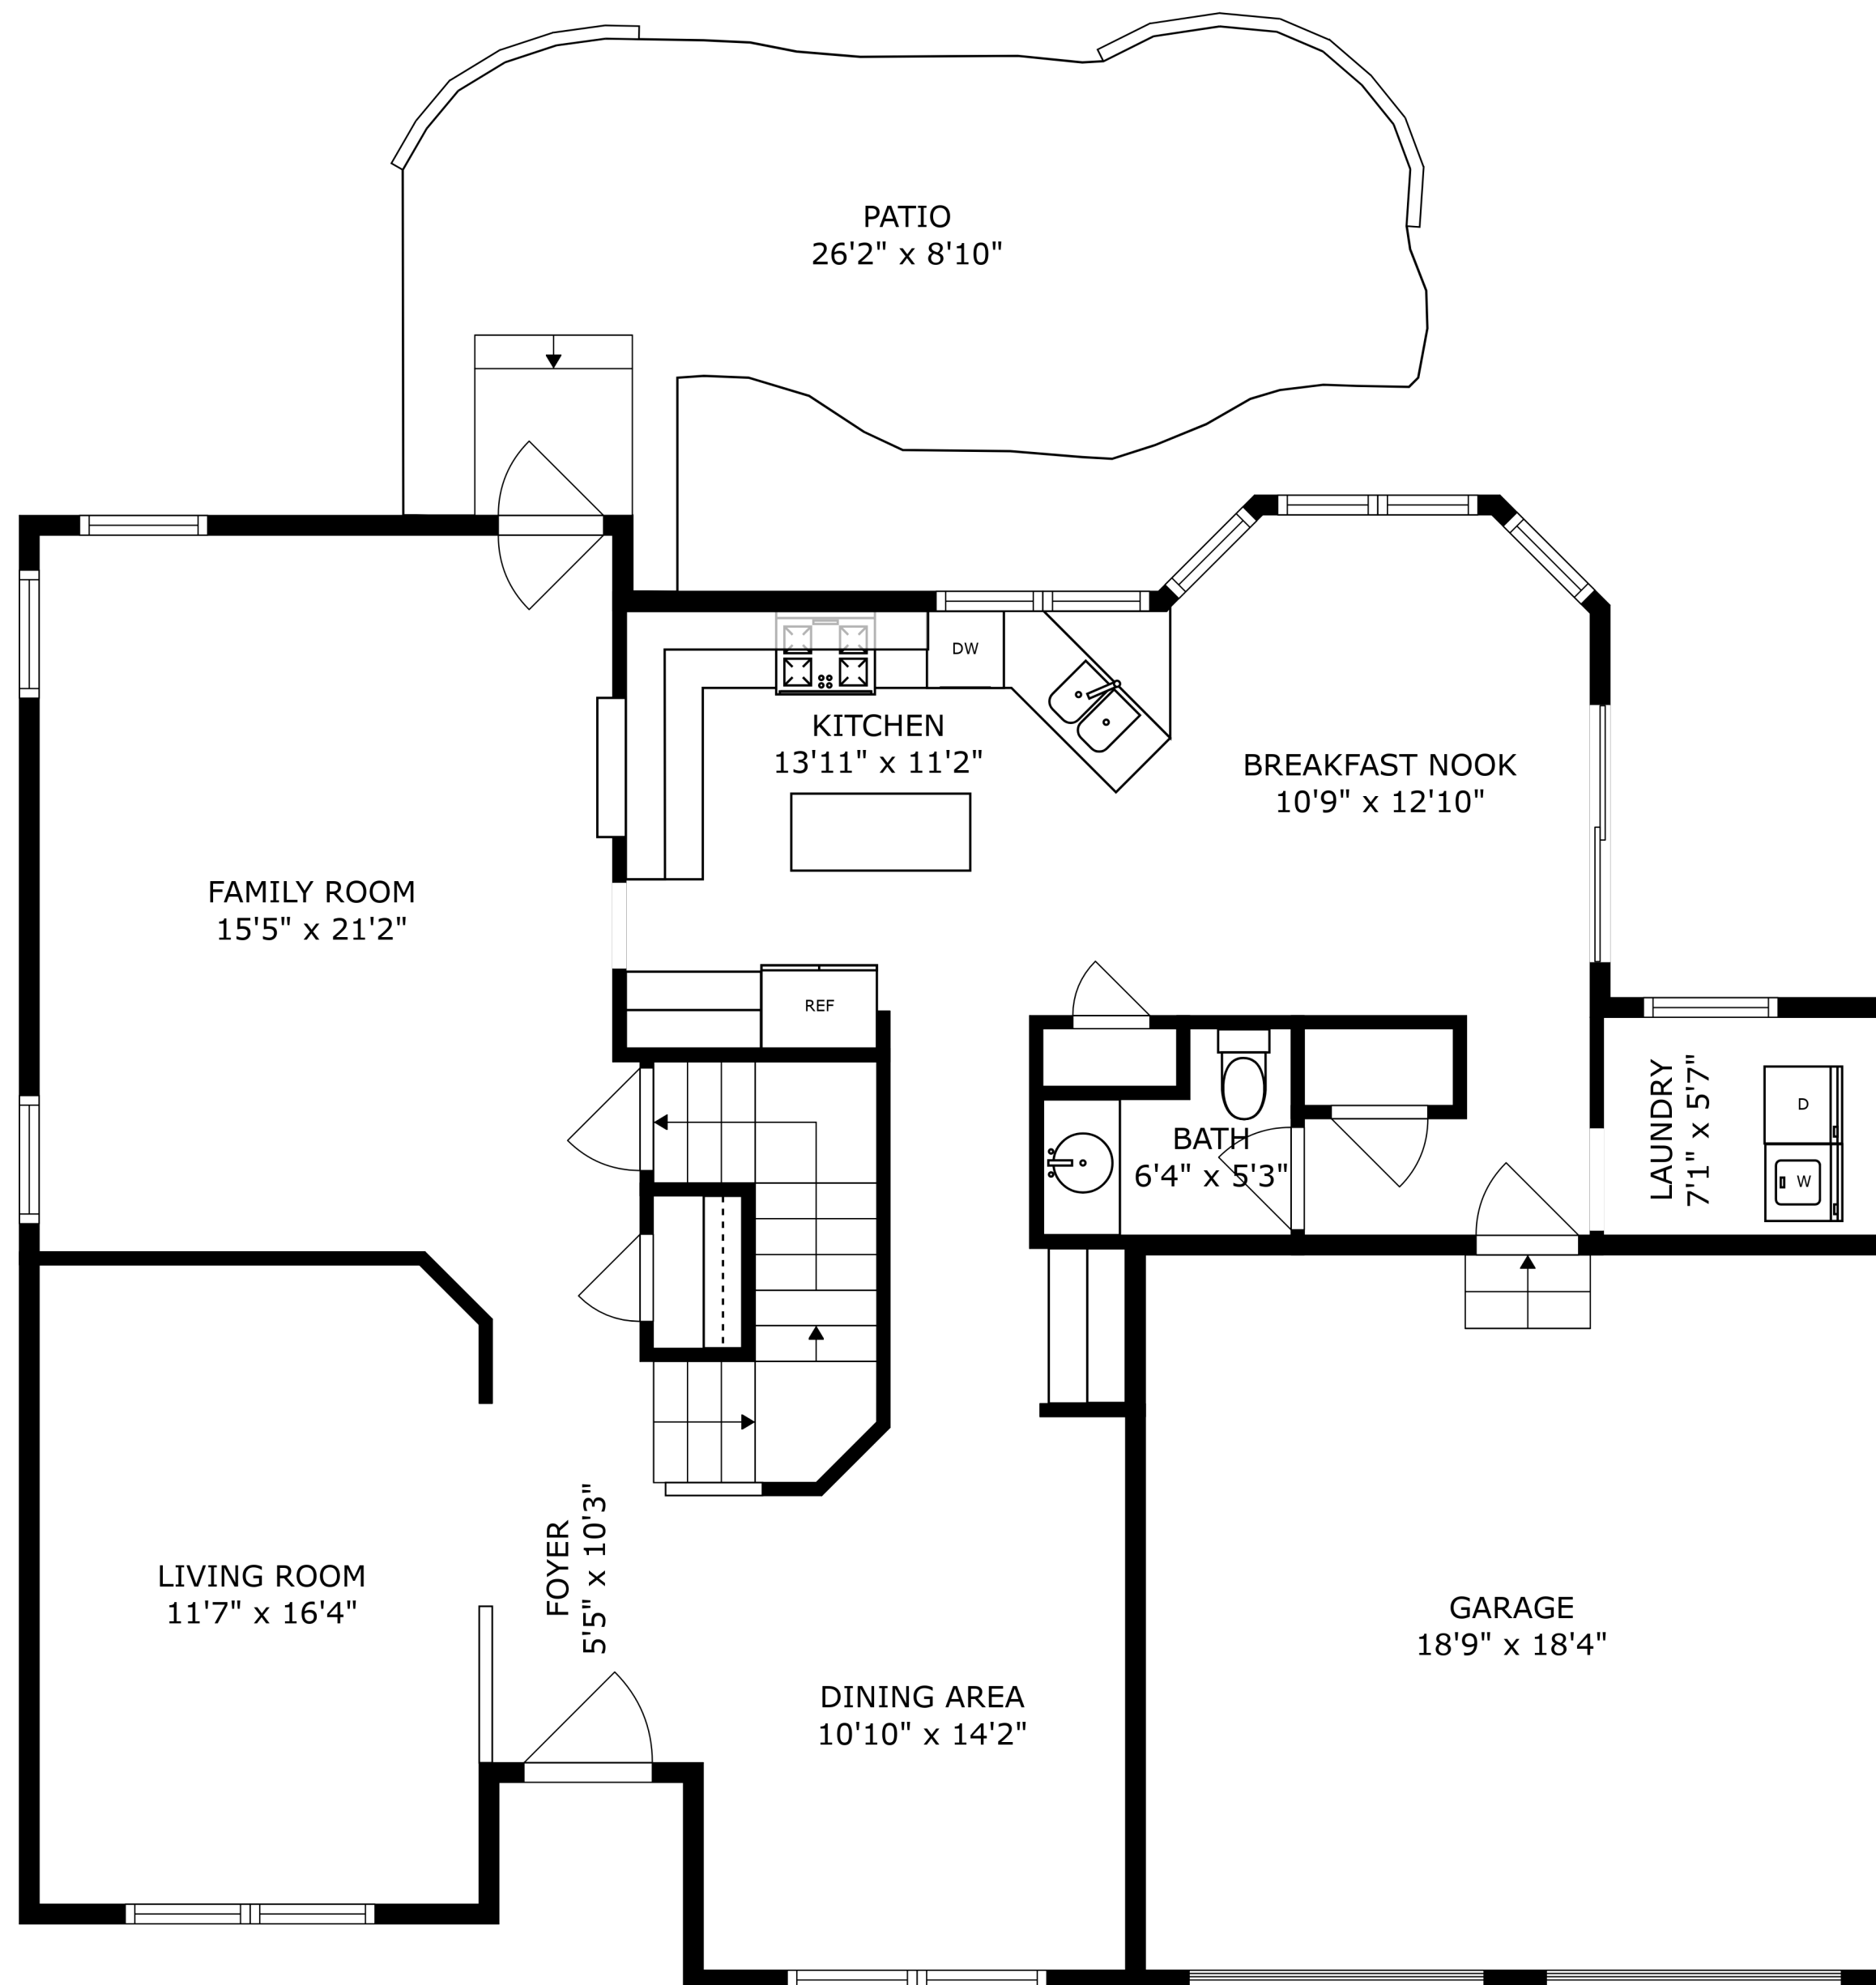 PATIO
26'2" x 8'10"
DW
KITCHEN
13'11" x 11'2"
BREAKFAST NOOK
10'9" x 12'10"
FAMILY ROOM
15'5" x 21'2"
REF
BATH
6'4" x 5'3"
LAUNDRY
7'1" x 5'7"
D
W
FOYER
5'5" x 10'3"
LIVING ROOM
11'7" x 16'4"
GARAGE
18'9" x 18'4"
DINING AREA
10'10" x 14'2"